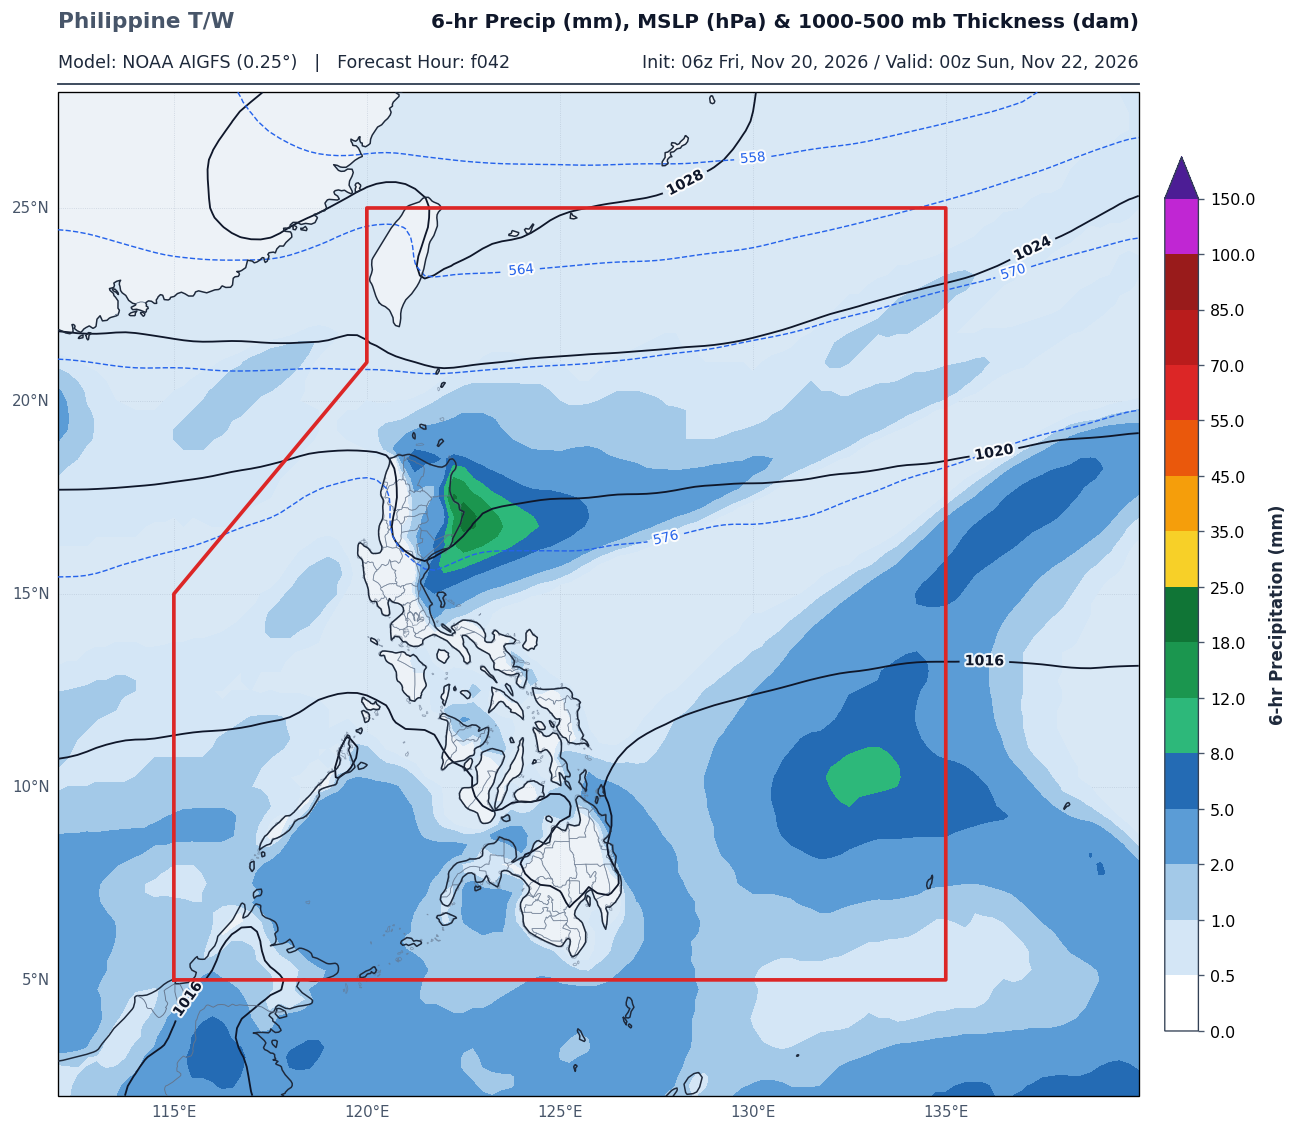 Philippine T/W
6-hr Precip (mm), MSLP (hPa) & 1000-500 mb Thickness (dam)
Model: NOAA AIGFS (0.25°) | Forecast Hour: f042
Init: 06z Fri, Nov 20, 2026 / Valid: 00z Sun, Nov 22, 2026
558
1028
25°N
1024
564
570
20°N
1020
576
15°N
1016
10°N
5°N
1016
115°E
120°E
125°E
130°E
135°E
150.0
100.0
85.0
70.0
55.0
45.0
35.0
25.0
18.0
12.0
8.0
5.0
2.0
1.0
0.5
0.0
6-hr Precipitation (mm)